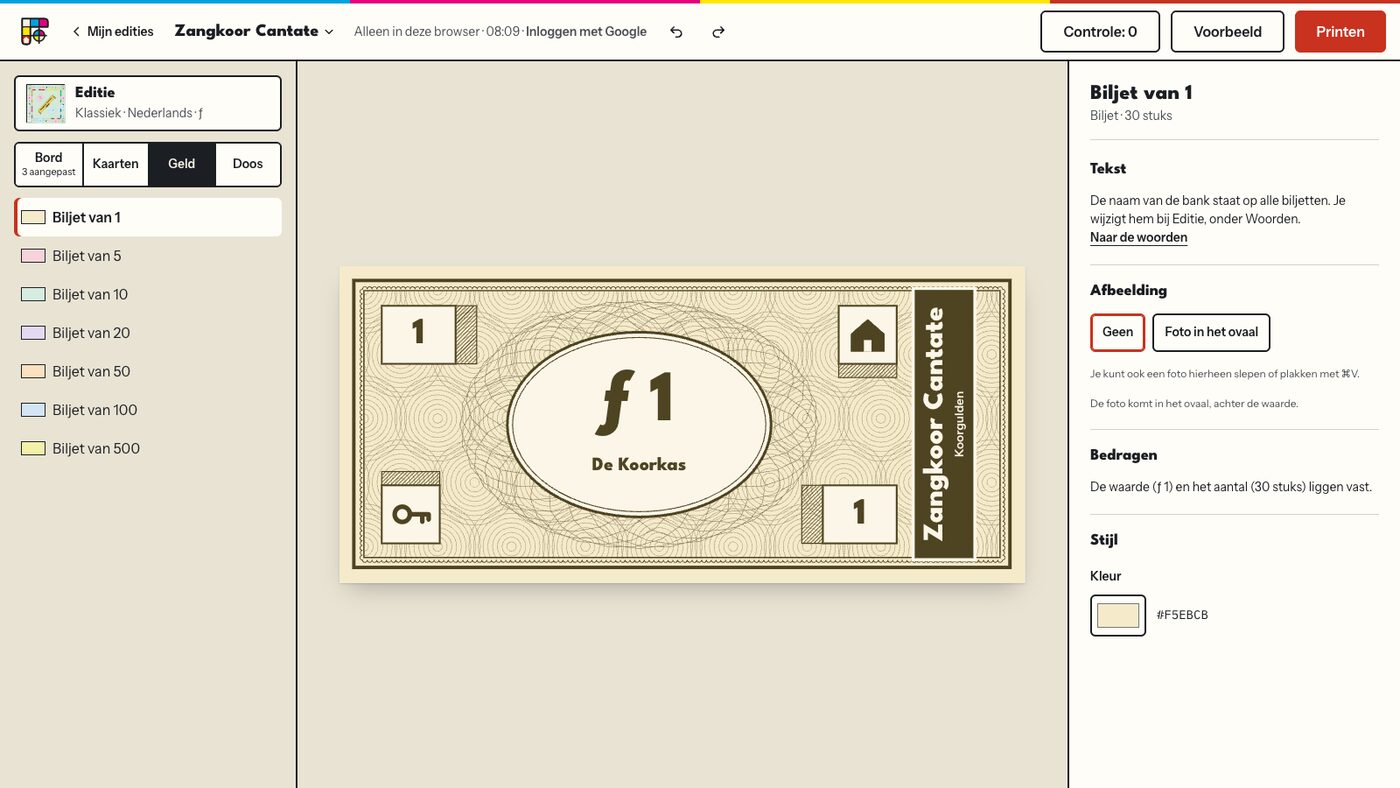 Mijn edities
Zangkoor Cantate
Alleen in deze browser · 08:09 · Inloggen met Google
Controle: 0
Voorbeeld
Printen
Editie
Klassiek · Nederlands · ƒ
Bord
3 aangepast
Kaarten
Geld
Doos
Biljet van 1
Biljet van 5
Biljet van 10
Biljet van 20
Biljet van 50
Biljet van 100
Biljet van 500
1
ƒ 1
De Koorkas
1
Zangkoor Cantate
Koorgulden
Biljet van 1
Biljet · 30 stuks
Tekst
De naam van de bank staat op alle biljetten. Je
wijzigt hem bij Editie, onder Woorden.
Naar de woorden
Afbeelding
Geen
Foto in het ovaal
Je kunt ook een foto hierheen slepen of plakken met ⌘V.
De foto komt in het ovaal, achter de waarde.
Bedragen
De waarde (ƒ 1) en het aantal (30 stuks) liggen vast.
Stijl
Kleur
#F5EBCB